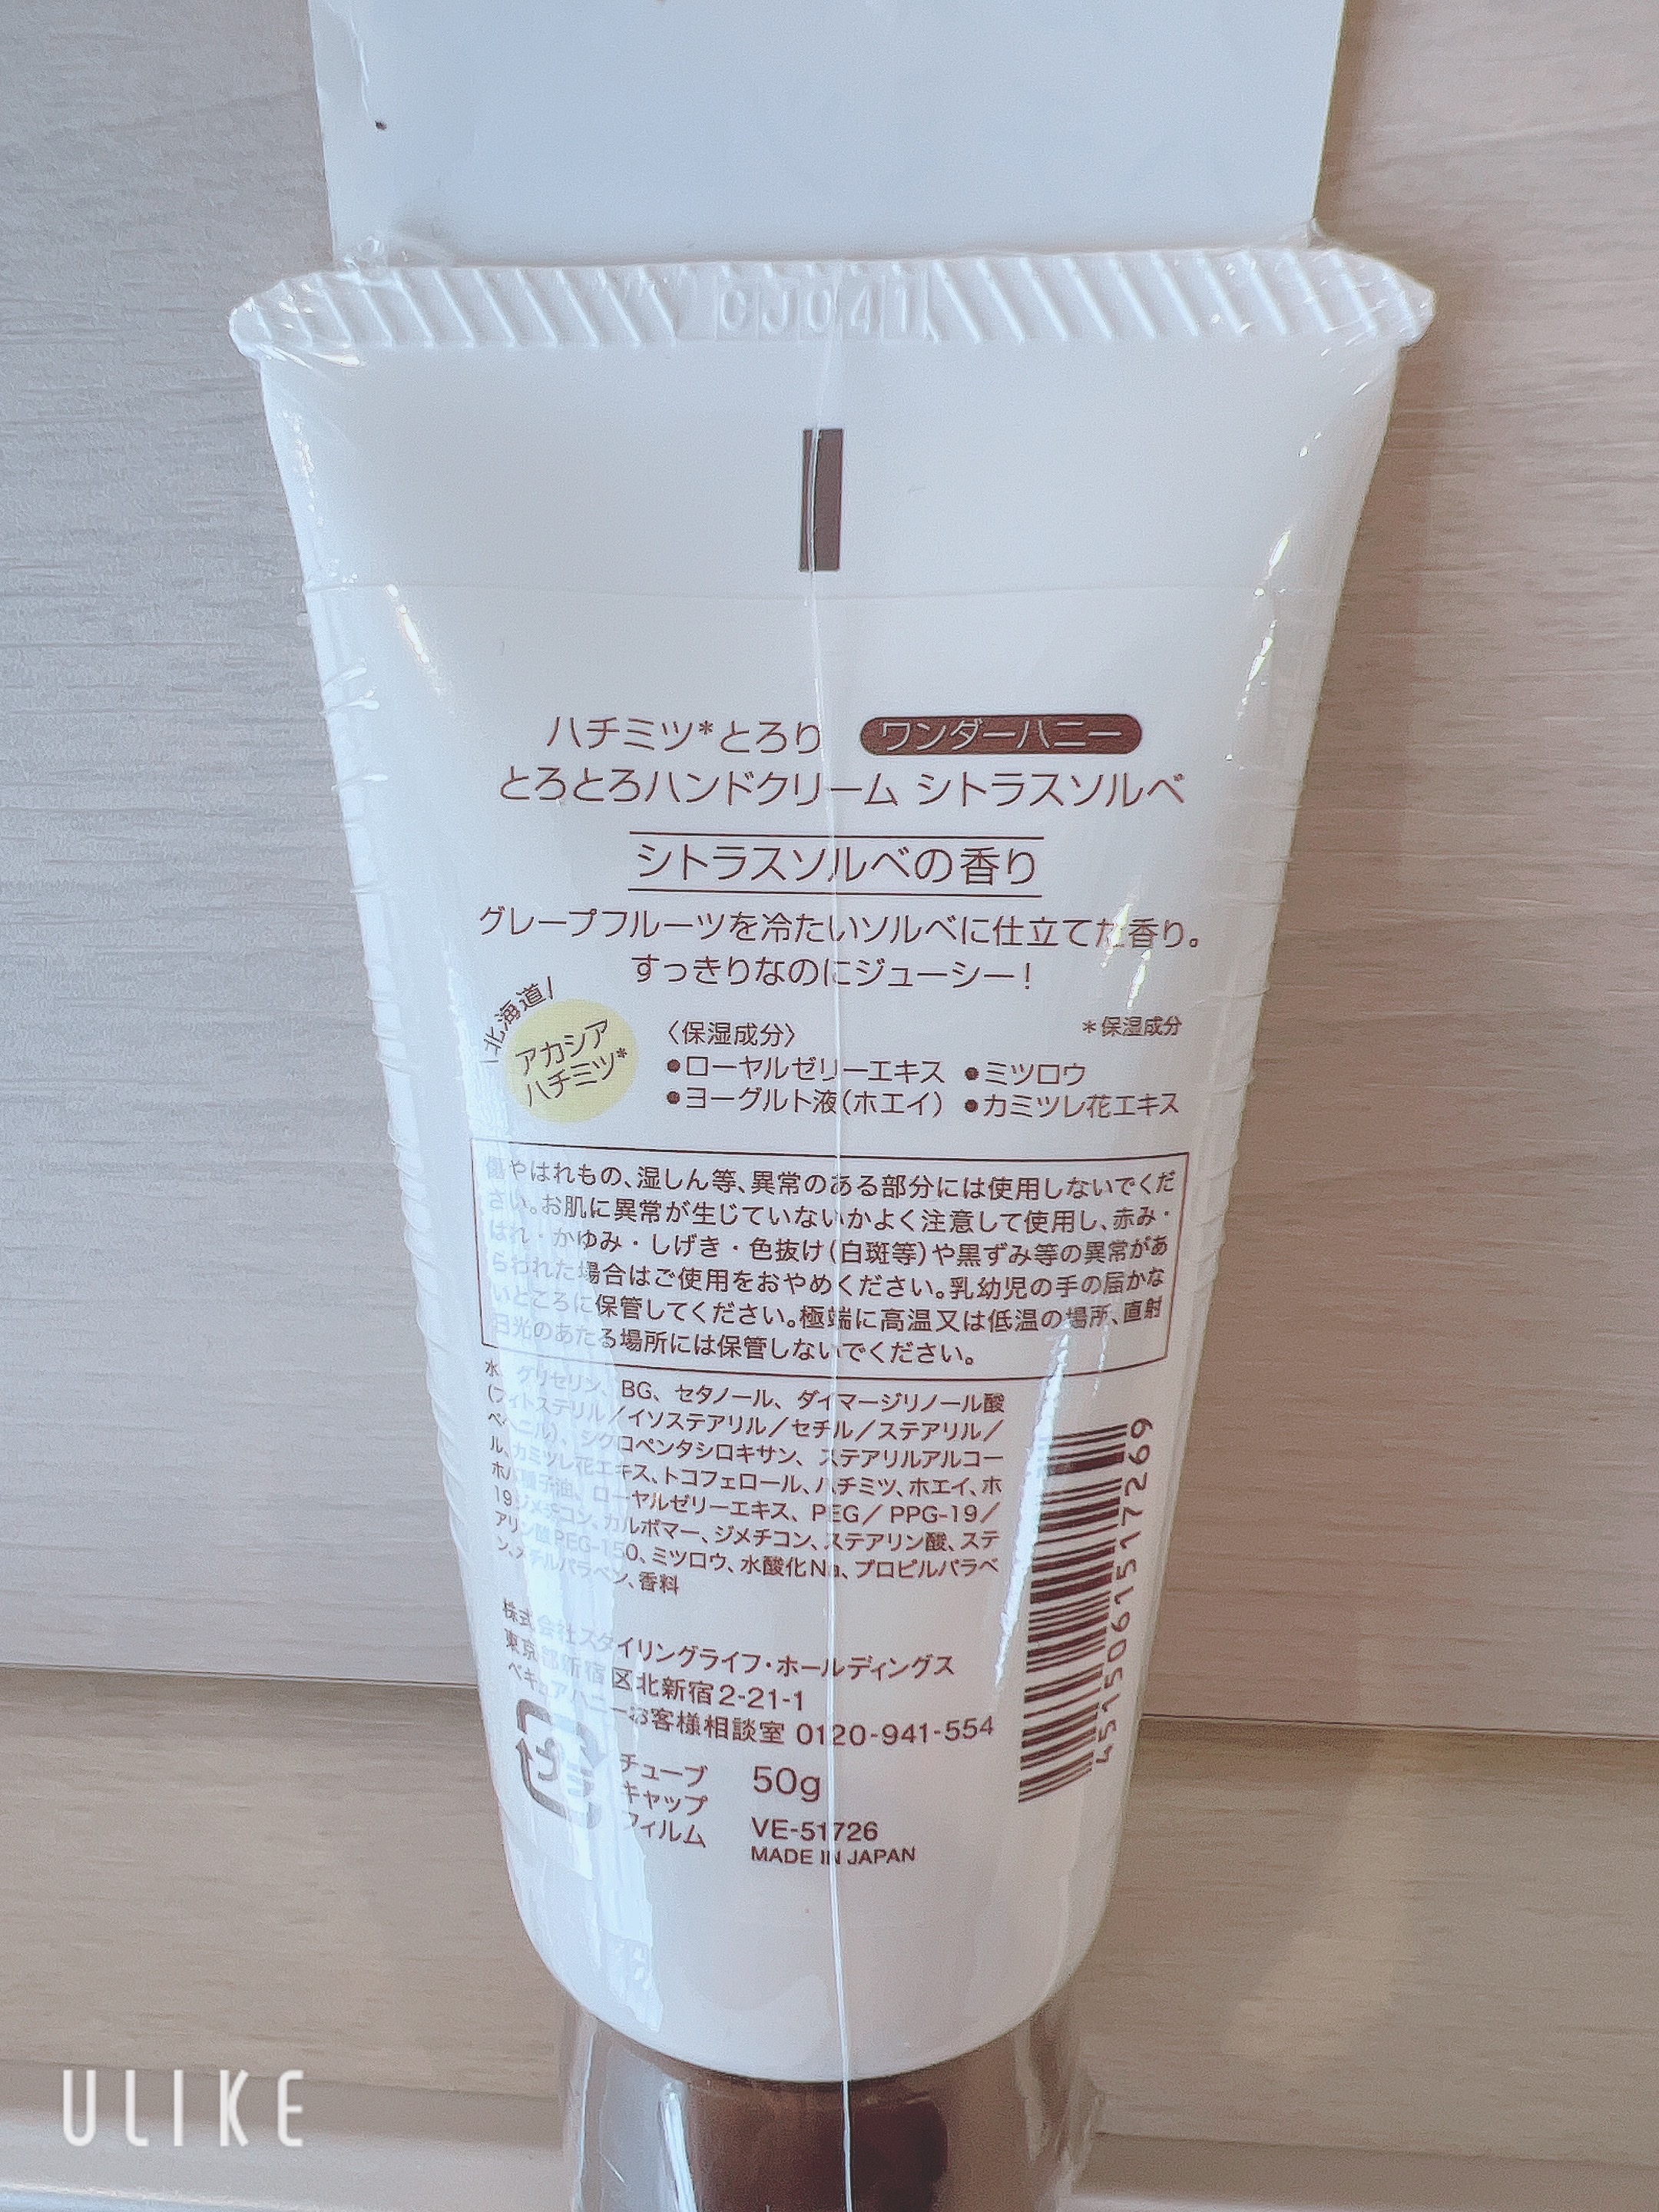 CJ041
ハチミツ*とろり ワンダーハニー
とろとろハンドクリーム シトラスソルベ
シトラスソルベの香り
グレープフルーツを冷たいソルベに仕立てた香り。
すっきりなのにジューシー！
北海道
アカシア
ハチミツ*
〈保湿成分〉
*保湿成分
●ローヤルゼリーエキス ●ミツロウ
●ヨーグルト液(ホエイ) ●カミツレ花エキス
傷やはれもの、湿しん等、異常のある部分には使用しないでくだ
さい。お肌に異常が生じていないかよく注意して使用し、赤み・
はれ・かゆみ・しげき・色抜け(白斑等)や黒ずみ等の異常があ
らわれた場合はご使用をおやめください。乳幼児の手の届かな
いところに保管してください。極端に高温又は低温の場所、直射
日光のあたる場所には保管しないでください。
水、グリセリン、BG、セタノール、ダイマージリノール酸
(フィトステリル/イソステアリル/セチル/ステアリル/
ベヘニル)、シクロペンタシロキサン、ステアリルアルコー
ル、カミツレ花エキス、トコフェロール、ハチミツ、ホエイ、ホ
ホバ種子油、ローヤルゼリーエキス、PEG/PPG-19/
19ジメチコン、カルボマー、ジメチコン、ステアリン酸、ステ
アリン酸PEG-150、ミツロウ、水酸化Na、プロピルパラベ
ン、メチルパラベン、香料
株式会社スタイリングライフ・ホールディングス
東京都新宿区北新宿2-21-1
ベキュアハニーお客様相談室 0120-941-554
プラ
チューブ
キャップ
フィルム
50g
VE-51726
MADE IN JAPAN
4515061517269
ULIKE